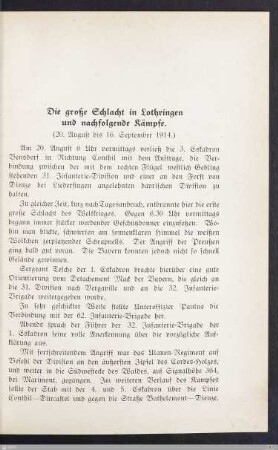 Die große Schlacht in Lothringen
und nachfolgende Kämpfe.
(20. August bis 16. September 1914.)
Am 20. August 6 Uhr vormittags verließ die 3. Eskadron
Bensdorf in Richtung Conthil mit dem Auftrage, die Ver-
bindung zwischen der mit dem rechten Flügel westlich Gebling
stehenden 31. Infanterie-Division und einer an den Forst von
Dieuze bei Liedersingen angelehnten bayrischen Division zu
halten.
Zu gleicher Zeit, kurz nach Tagesanbruch, entbrannte hier die erste
große Schlacht des Weltkrieges. Gegen 6.30 Uhr vormittags
begann immer stärker werdender Geschützdonner einzusetzen. Wo-
hin man blickte, schwirrten am sonnenklaren Himmel die weißen
Wölkchen zerplatzender Schrapnells. Der Angriff der Preußen
ging bald gut voran. Die Bayern konnten jedoch nicht so schnell
Gelände gewinnen.
Sergeant der 1. Eskadron brachte hierüber eine gute
Orientierung vom Detachement Mack der Bayern, die gleich an
die 31. Division nach Bergaville und an die 32. Infanterie-
Brigade weitergegeben wurde.
In sehr geschickter Weise stellte Unteroffizier Paulus die
Verbindung mit der 62. Infanterie-Brigade her.
Abends sprach der Führer der 32. Infanterie-Brigade der
1. Eskadron seine volle Anerkennung über die vorzügliche Auf-
klärung aus.
Mit fortschreitendem Angriff war das Ulanen-Regiment auf
Befehl der Division an den äußersten Zipfel des Cordes-Holzes,
und weiter in die Südwestecke des Waldes, auf Signalhöhe 364,
bei Marimont, gegangen. Im weiteren Verlauf des Kampfes
sollte der Stab mit der 4. und 5. Eskadron über die Linie
Conthil—Dürkastel und gegen die Straße Bathelemont—Dieuze,